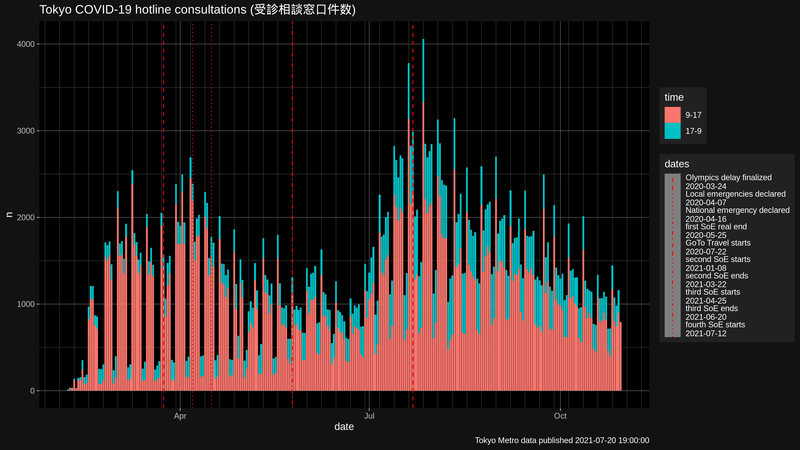 Tokyo COVID-19 hotline consultations (受診相談窓口件数)
4000
3000
2000
1000
0
n
Apr
Jul
Oct
date
time
9-17
17-9
dates
Olympics delay finalized
2020-03-24
Local emergencies declared
2020-04-07
National emergency declared
2020-04-16
first SoE real end
2020-05-25
GoTo Travel starts
2020-07-22
second SoE starts
2021-01-08
second SoE ends
2021-03-22
third SoE starts
2021-04-25
third SoE ends
2021-06-20
fourth SoE starts
2021-07-12
Tokyo Metro data published 2021-07-20 19:00:00